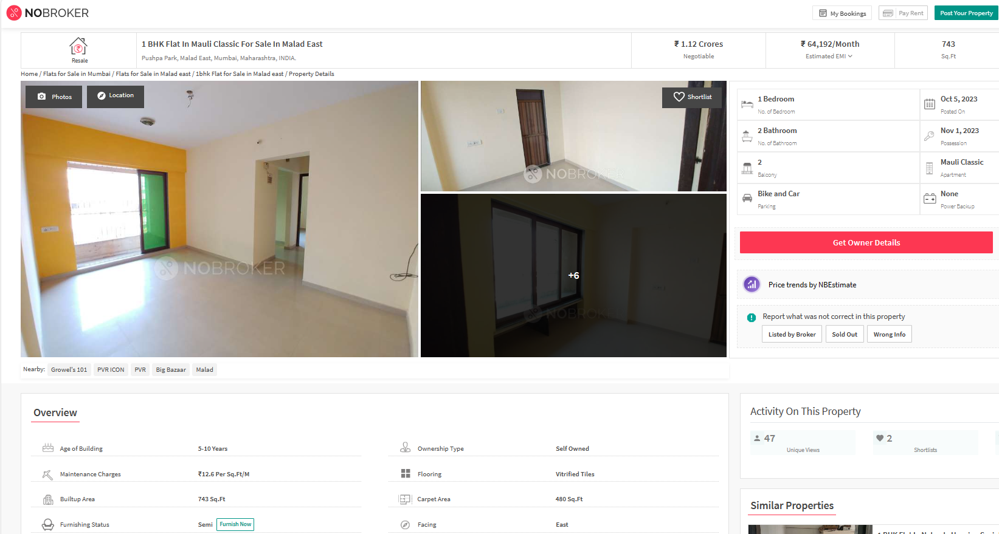 NOBROKER
My Bookings
Pay Rent
Post Your Property
Resale
1 BHK Flat In Mauli Classic For Sale In Malad East
Pushpa Park, Malad East, Mumbai, Maharashtra, INDIA.
₹ 1.12 Crores
Negotiable
₹ 64,192/Month
Estimated EMI
743
Sq.Ft
Home / Flats for Sale in Mumbai / Flats for Sale in Malad east / 1bhk Flat for Sale in Malad east / Property Details
Photos
Location
Shortlist
NOBROKER
NOBROKER
NOBROKER
+6
1 Bedroom
No. of Bedroom
Oct 5, 2023
Posted On
2 Bathroom
No. of Bathroom
Nov 1, 2023
Possession
2
Balcony
Mauli Classic
Apartment
Bike and Car
Parking
None
Power Backup
Get Owner Details
Price trends by NBEstimate
Report what was not correct in this property
Listed by Broker
Sold Out
Wrong Info
Nearby: Growel's 101 PVR ICON PVR Big Bazaar Malad
Overview
Age of Building 5-10 Years
Ownership Type Self Owned
Maintenance Charges ₹12.6 Per Sq.Ft/M
Flooring Vitrified Tiles
Builtup Area 743 Sq.Ft
Carpet Area 480 Sq.Ft
Furnishing Status Semi Furnish Now
Facing East
Activity On This Property
47
Unique Views
2
Shortlists
Similar Properties